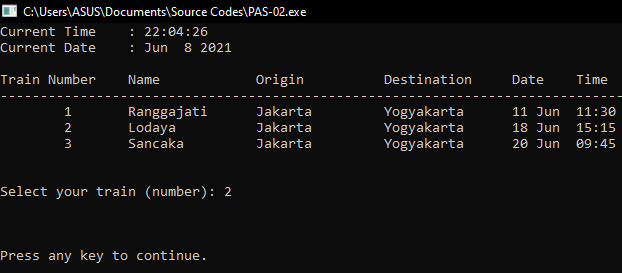 C:\Users\ASUS\Documents\Source Codes\PAS-02.exe
Current Time    : 22:04:26
Current Date    : Jun  8 2021
Train Number    Name            Origin          Destination     Date    Time
------------------------------------------------------------------------------
        1       Ranggajati      Jakarta         Yogyakarta      11 Jun  11:30
        2       Lodaya          Jakarta         Yogyakarta      18 Jun  15:15
        3       Sancaka         Jakarta         Yogyakarta      20 Jun  09:45
Select your train (number): 2
Press any key to continue.